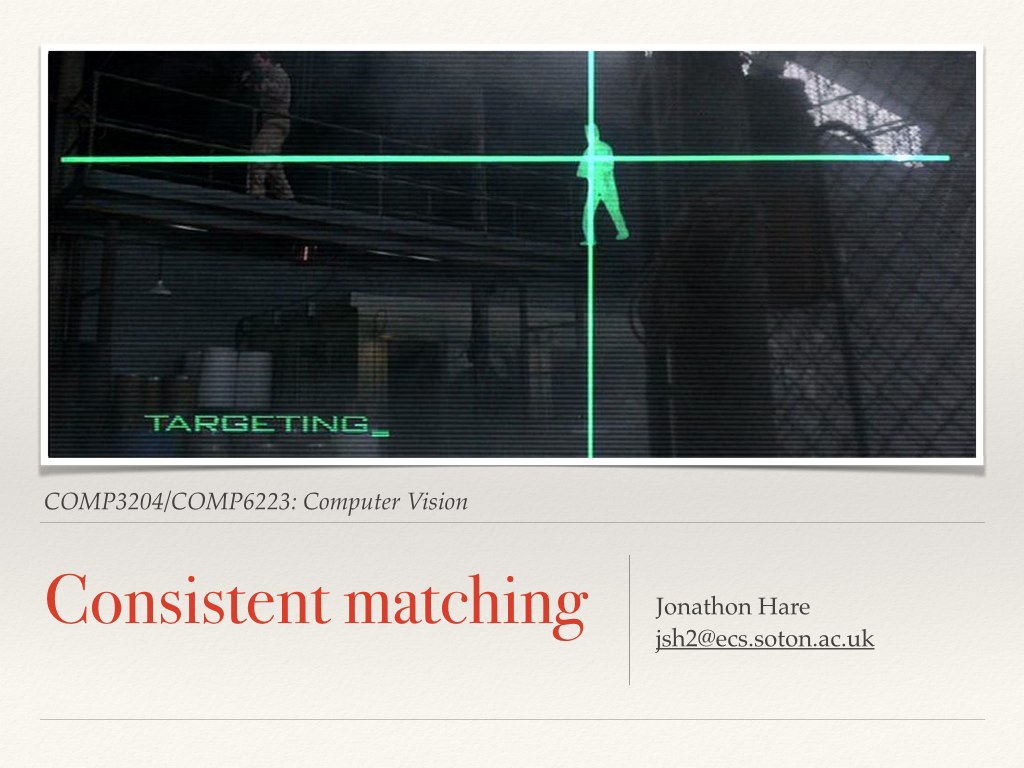 TARGETING_
COMP3204/COMP6223: Computer Vision
Consistent matching
Jonathon Hare
jsh2@ecs.soton.ac.uk